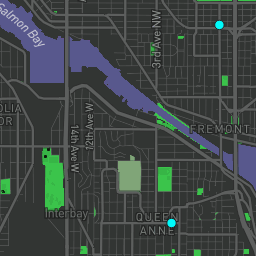 Salmon Bay
3rd Ave NW
OLIA
OR
FREMONT
14th Ave W
12th Ave W
Interbay
QUEEN
ANNE